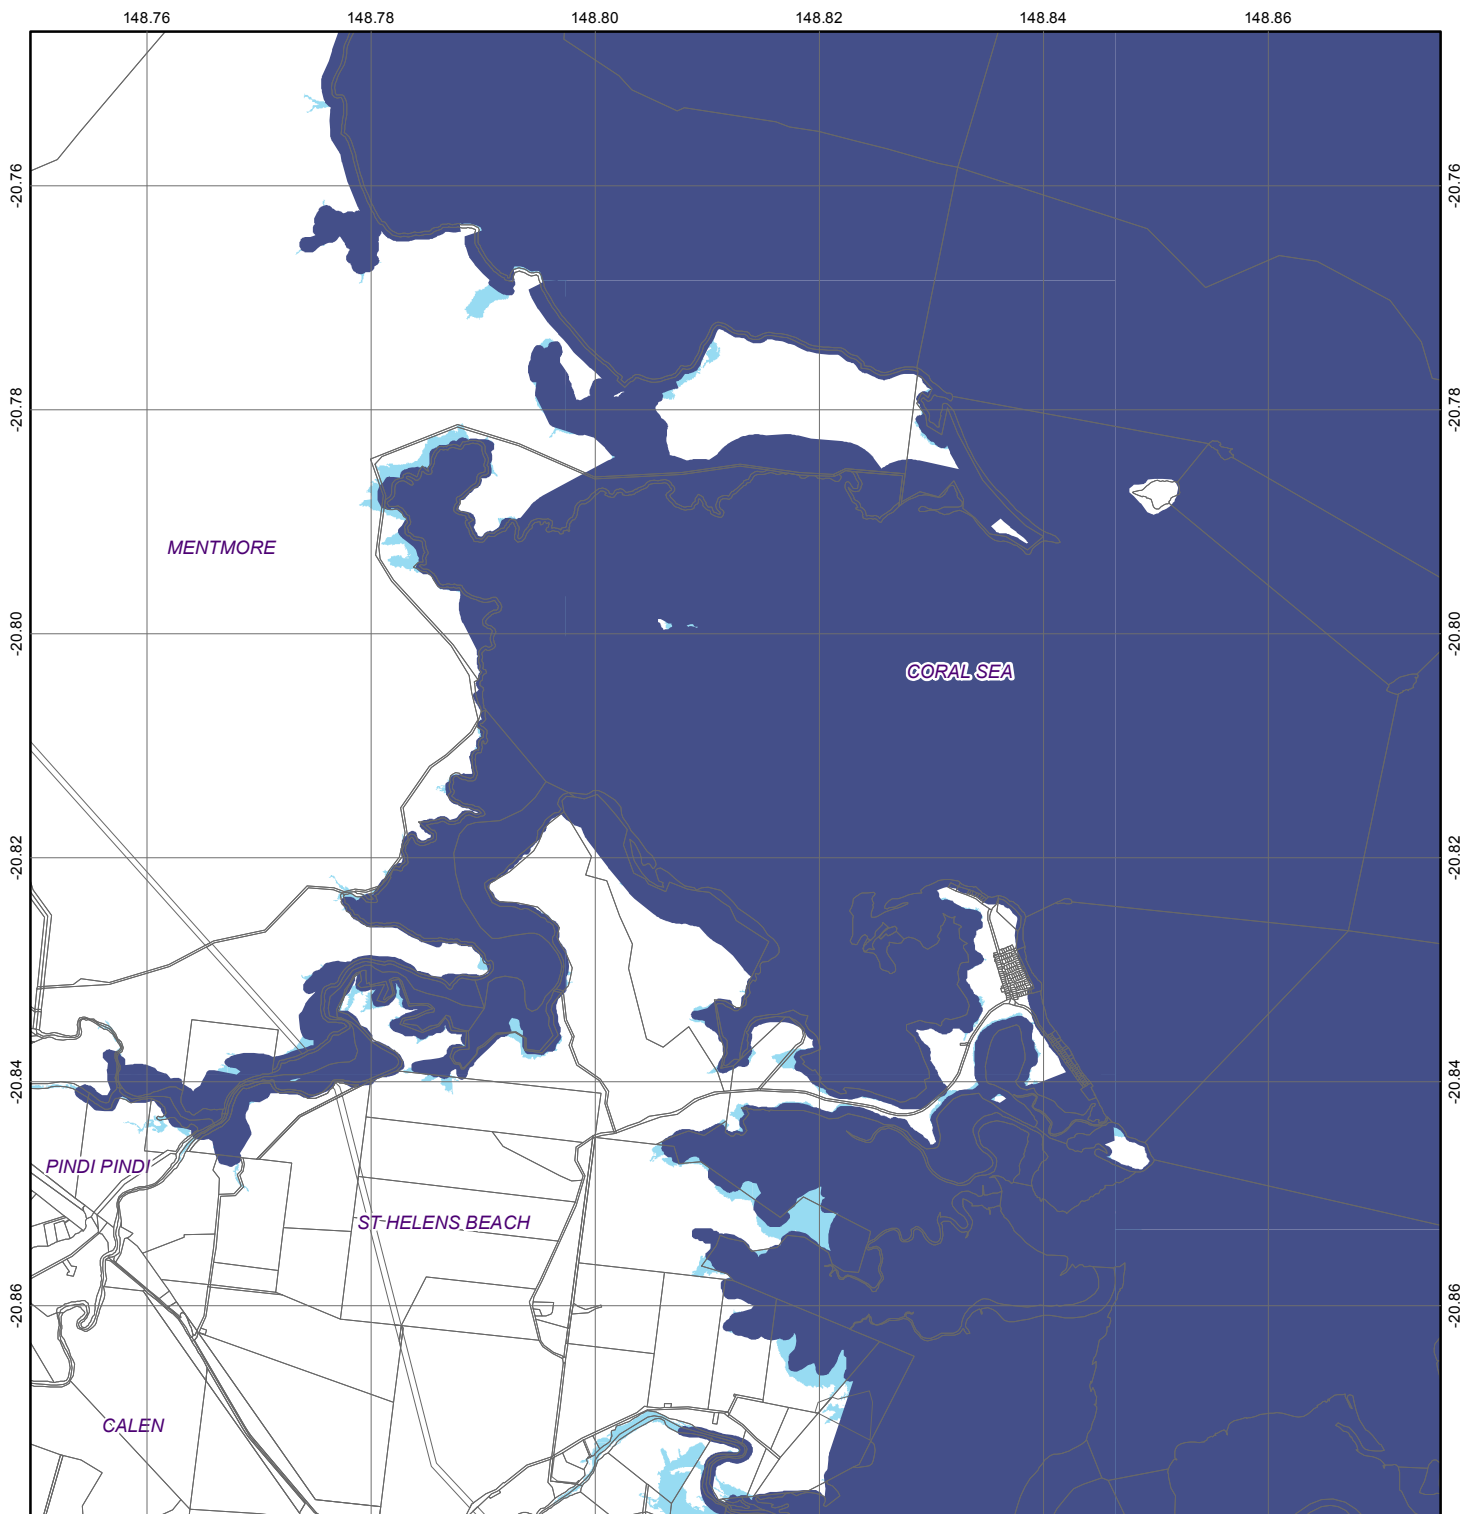 148.76 148.78 148.80 148.82 148.84 148.86
-20.76 -20.76
-20.78 -20.78
MENTMORE
-20.80 -20.80
CORAL SEA
-20.82 -20.82
-20.84 -20.84
PINDI PINDI
ST HELENS BEACH
-20.86 -20.86
CALEN